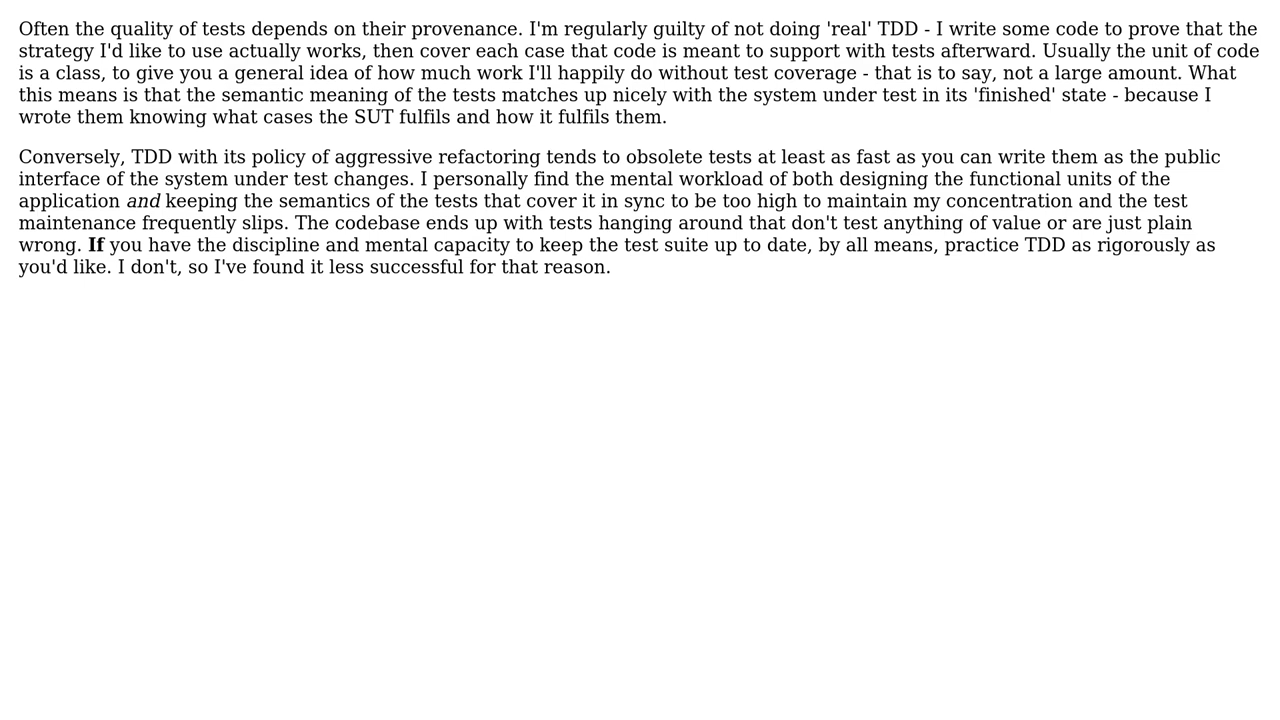 Often the quality of tests depends on their provenance. I'm regularly guilty of not doing 'real' TDD - I write some code to prove that the
strategy I'd like to use actually works, then cover each case that code is meant to support with tests afterward. Usually the unit of code
is a class, to give you a general idea of how much work I'll happily do without test coverage - that is to say, not a large amount. What
this means is that the semantic meaning of the tests matches up nicely with the system under test in its 'finished' state - because I
wrote them knowing what cases the SUT fulfils and how it fulfils them.
Conversely, TDD with its policy of aggressive refactoring tends to obsolete tests at least as fast as you can write them as the public
interface of the system under test changes. I personally find the mental workload of both designing the functional units of the
application and keeping the semantics of the tests that cover it in sync to be too high to maintain my concentration and the test
maintenance frequently slips. The codebase ends up with tests hanging around that don't test anything of value or are just plain
wrong. If you have the discipline and mental capacity to keep the test suite up to date, by all means, practice TDD as rigorously as
you'd like. I don't, so I've found it less successful for that reason.